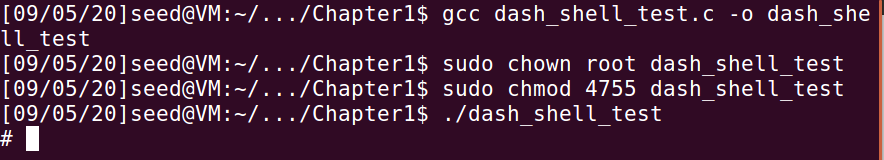 [09/05/20]seed@VM:~/.../Chapter1$ gcc dash_shell_test.c -o dash_she
ll_test
[09/05/20]seed@VM:~/.../Chapter1$ sudo chown root dash_shell_test
[09/05/20]seed@VM:~/.../Chapter1$ sudo chmod 4755 dash_shell_test
[09/05/20]seed@VM:~/.../Chapter1$ ./dash_shell_test
#